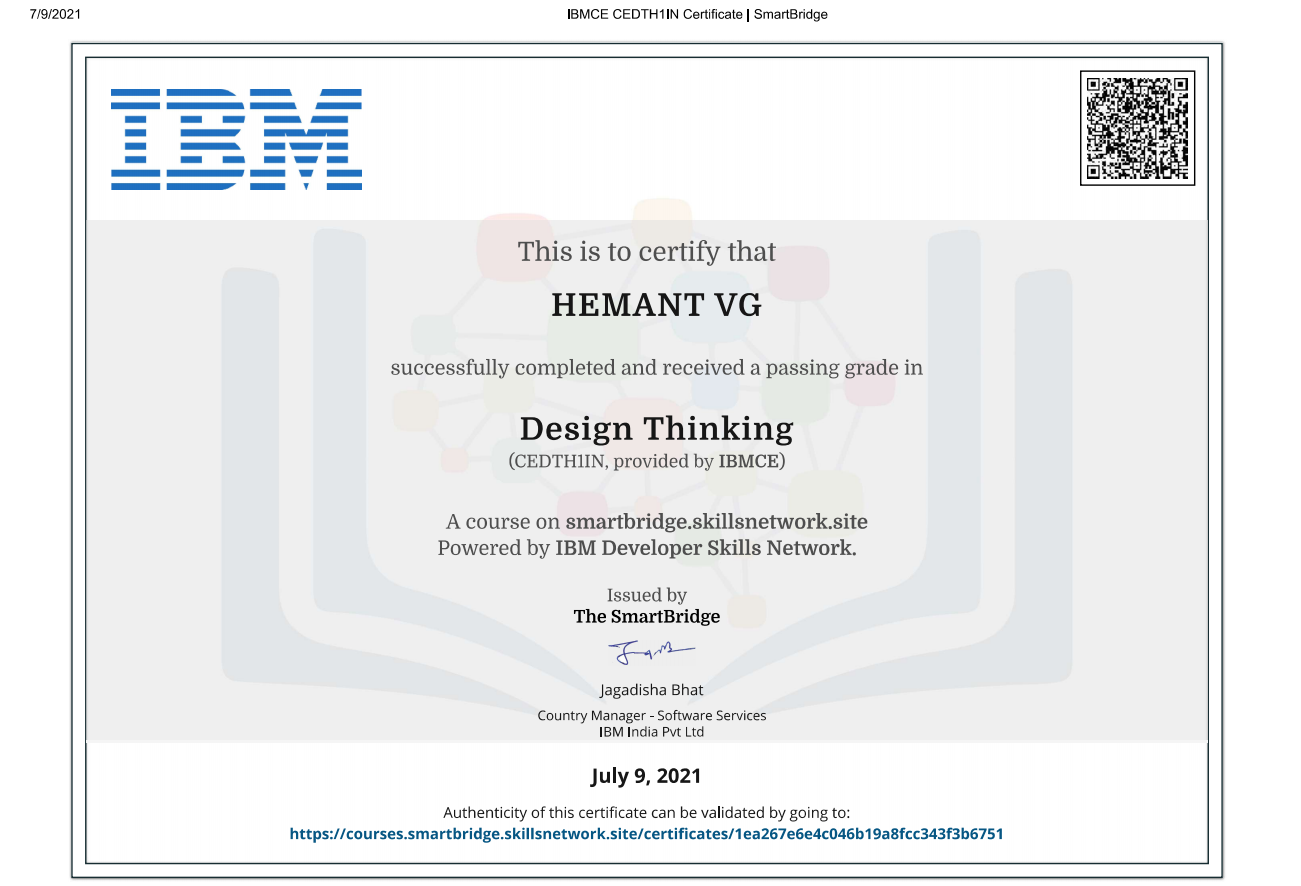 7/9/2021
IBMCE CEDTH1IN Certificate | SmartBridge
IBM
This is to certify that
HEMANT VG
successfully completed and received a passing grade in
Design Thinking
(CEDTH1IN, provided by IBMCE)
A course on smartbridge.skillsnetwork.site
Powered by IBM Developer Skills Network.
Issued by
The SmartBridge
Jagadisha Bhat
Country Manager - Software Services
IBM India Pvt Ltd
July 9, 2021
Authenticity of this certificate can be validated by going to:
https://courses.smartbridge.skillsnetwork.site/certificates/1ea267e6e4c046b19a8fcc343f3b6751